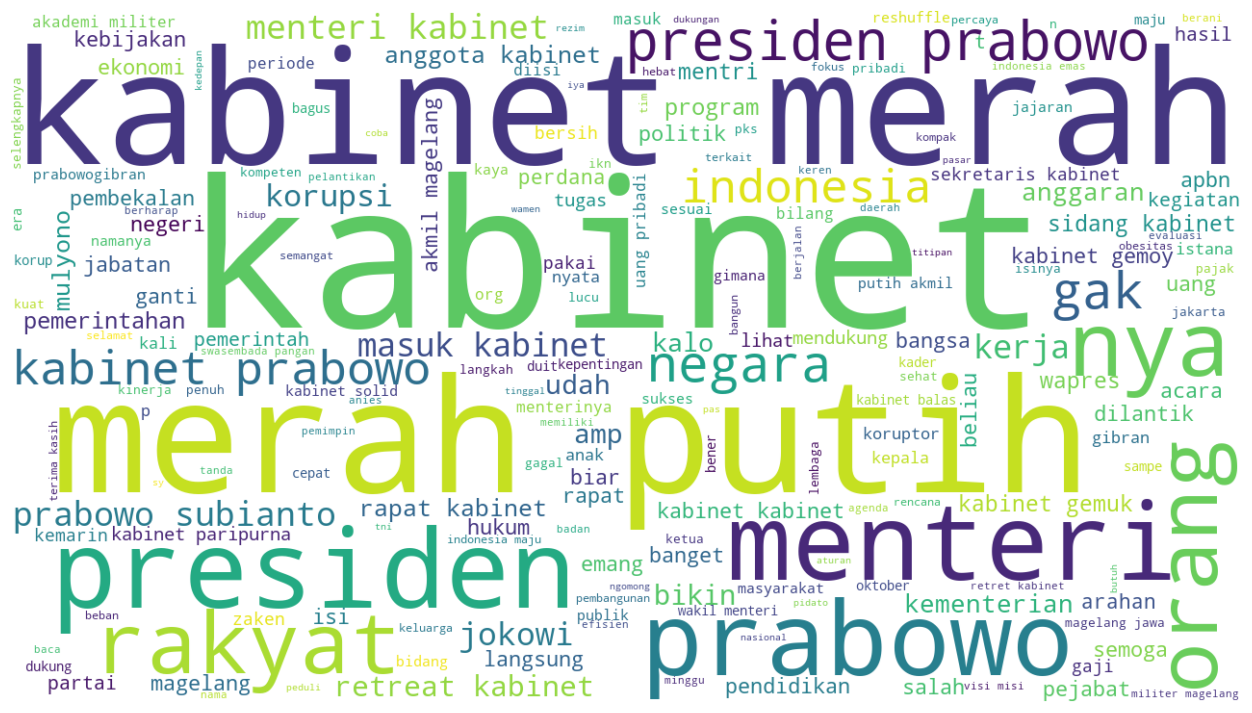 akademi militer
menteri kabinet
rezim
masuk
dukungan
presiden prabowo
reshuffle
percaya
n
maju
berani
hasil
kebijakan
ekonomi
periode
anggota kabinet
diisi
iya
hebat
mentri
fokus
pribadi
t
indonesia emas
kedepan
selengkapnya
kabinet merah
bagus
coba
akmil magelang
bersih
tim
program
politik
pks
jajaran
kompak
pasar
terkait
prabowogibran
kompeten
pelantikan
kaya
ikn
perdana
keren
sekretaris kabinet
apbn
pembekalan
korupsi
indonesia
anggaran
kegiatan
era
berharap
negeri
hidup
wamen
tugas
uang pribadi
sesuai
bilang
daerah
sidang kabinet
evaluasi
namanya
mulyono
semangat
kabinet
pakai
berjalan
titipan
kabinet gemoy
obesitas
istana
korup
jabatan
nyata
gimana
isinya
pajak
kuat
ganti
org
lucu
bangun
putih akmil
gak
uang
jakarta
pemerintahan
selamat
kali
pemerintah
swasembada pangan
masuk kabinet
kalo
lihat
mendukung
bangsa
kerja
nya
kabinet prabowo
langkah
duit
kepentingan
negara
kader
sehat
wapres
acara
kinerja
penuh
kabinet solid
anies
tinggal
udah
menterinya
memiliki
sukses
pas
kabinet balas
beliau
dilantik
p
terima kasih
pemimpin
merah putih
amp
bener
koruptor
gibran
tanda
cepat
gagal
anak
biar
lembaga
kepala
sampe
sy
prabowo subianto
rapat kabinet
rapat
kabinet kabinet
agenda
rencana
kabinet gemuk
orang
kemarin
kabinet paripurna
tni
hukum
indonesia maju
badan
banget
ketua
menteri
presiden
emang
aturan
ngomong
pembangunan
bikin
masyarakat
oktober
retret kabinet
butuh
beban
zaken
isi
keluarga
jokowi
publik
efisien
wakil menteri
pidato
kementerian
arahan
rakyat
nasional
prabowo
magelang jawa
semoga
baca
dukung
bidang
langsung
gaji
partai
magelang
nama
peduli
retreat kabinet
minggu
pendidikan
salah
visi misi
pejabat
militer magelang